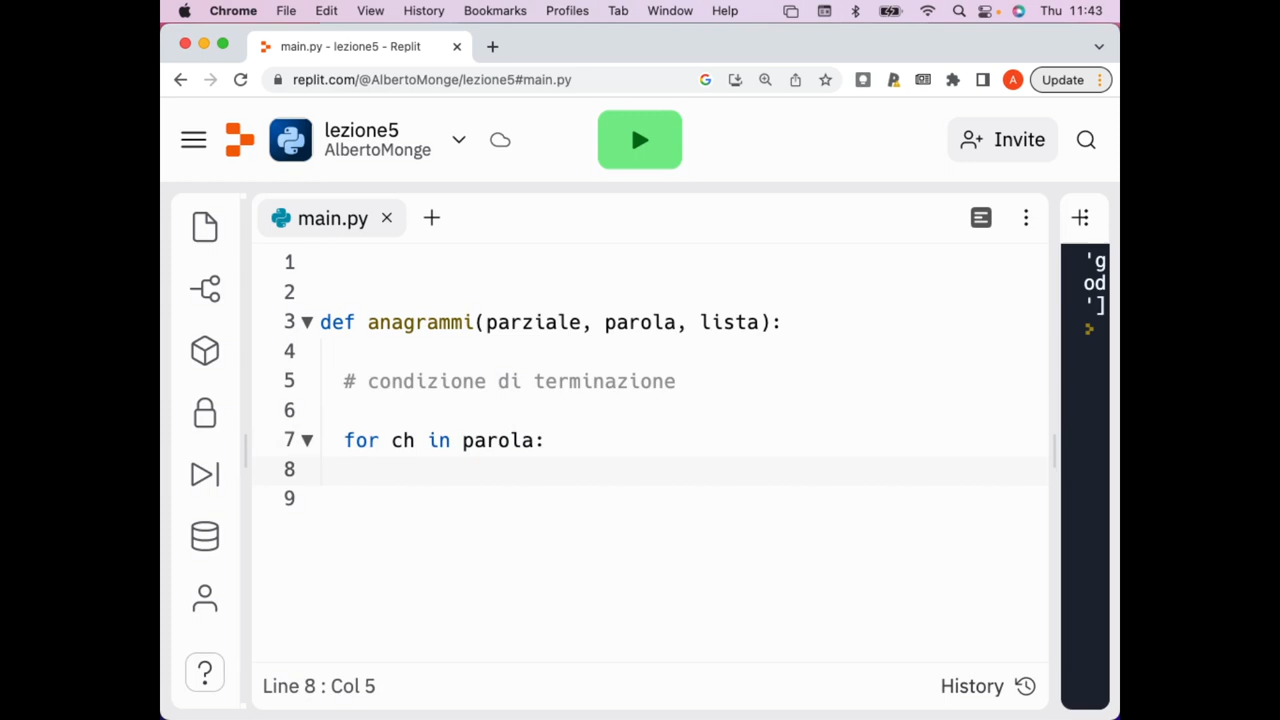 Chrome File Edit View History Bookmarks Profiles Tab Window Help Thu 11:43
main.py - lezione5 - Replit
replit.com/@AlbertoMonge/lezione5#main.py G A Update
lezione5
AlbertoMonge
Invite
main.py
1
2
3 def anagrammi(parziale, parola, lista):
4
5 # condizione di terminazione
6
7 for ch in parola:
8
9
'g
od
']
?
Line 8 : Col 5
History